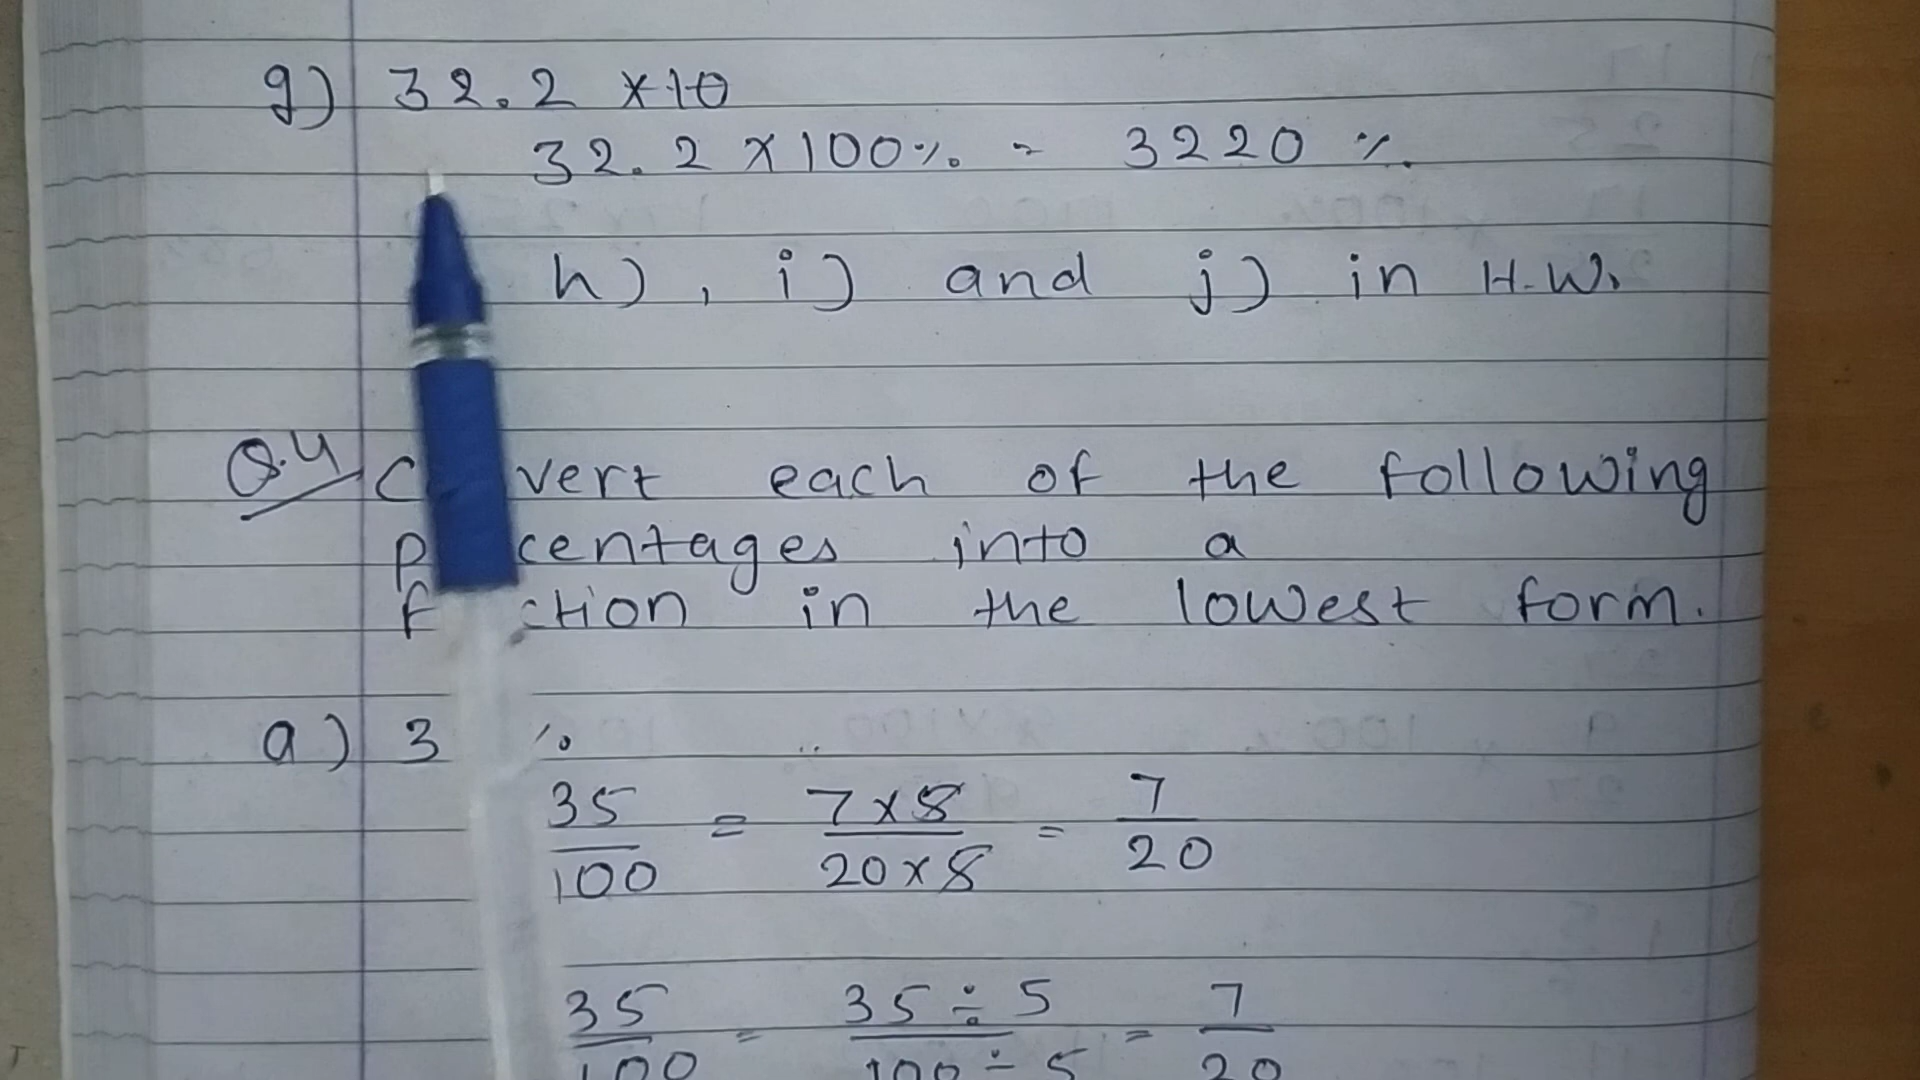 g) 32.2 ×10
32.2 × 100% = 3220 %.
h) , i) and j) in H.W.
Q.4 C vert each of the following
p centages into a
f ction in the lowest form.
a) 3 %
35/100 = 7×5/20×5 = 7/20
35/100 = 35÷5/100÷5 = 7/20